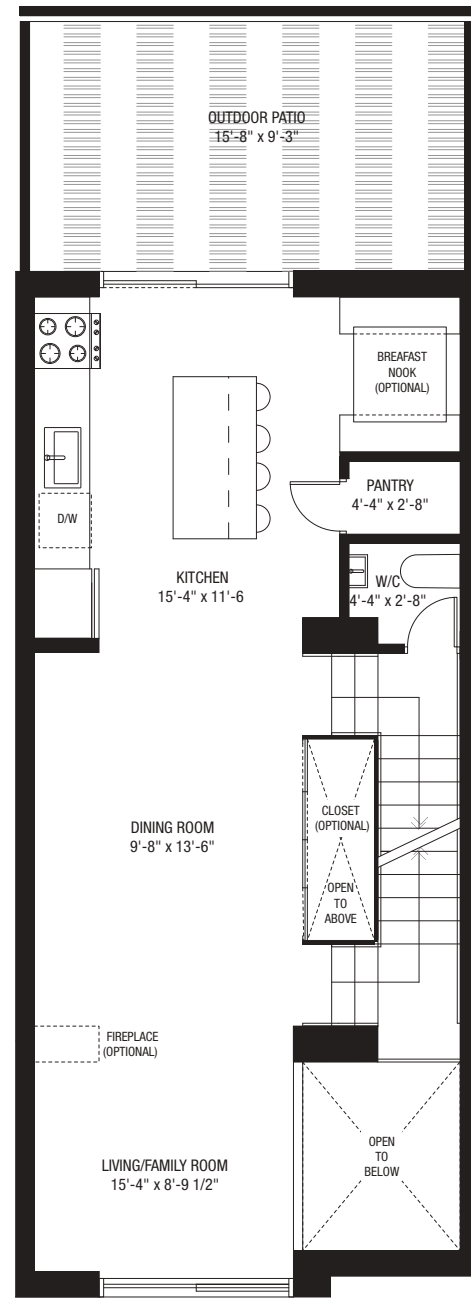 OUTDOOR PATIO
15'-8" x 9'-3"
BREAFAST
NOOK
(OPTIONAL)
PANTRY
4'-4" x 2'-8"
D/W
W/C
4'-4" x 2'-8"
KITCHEN
15'-4" x 11'-6
CLOSET
(OPTIONAL)
DINING ROOM
9'-8" x 13'-6"
OPEN
TO
ABOVE
FIREPLACE
(OPTIONAL)
OPEN
TO
BELOW
LIVING/FAMILY ROOM
15'-4" x 8'-9 1/2"